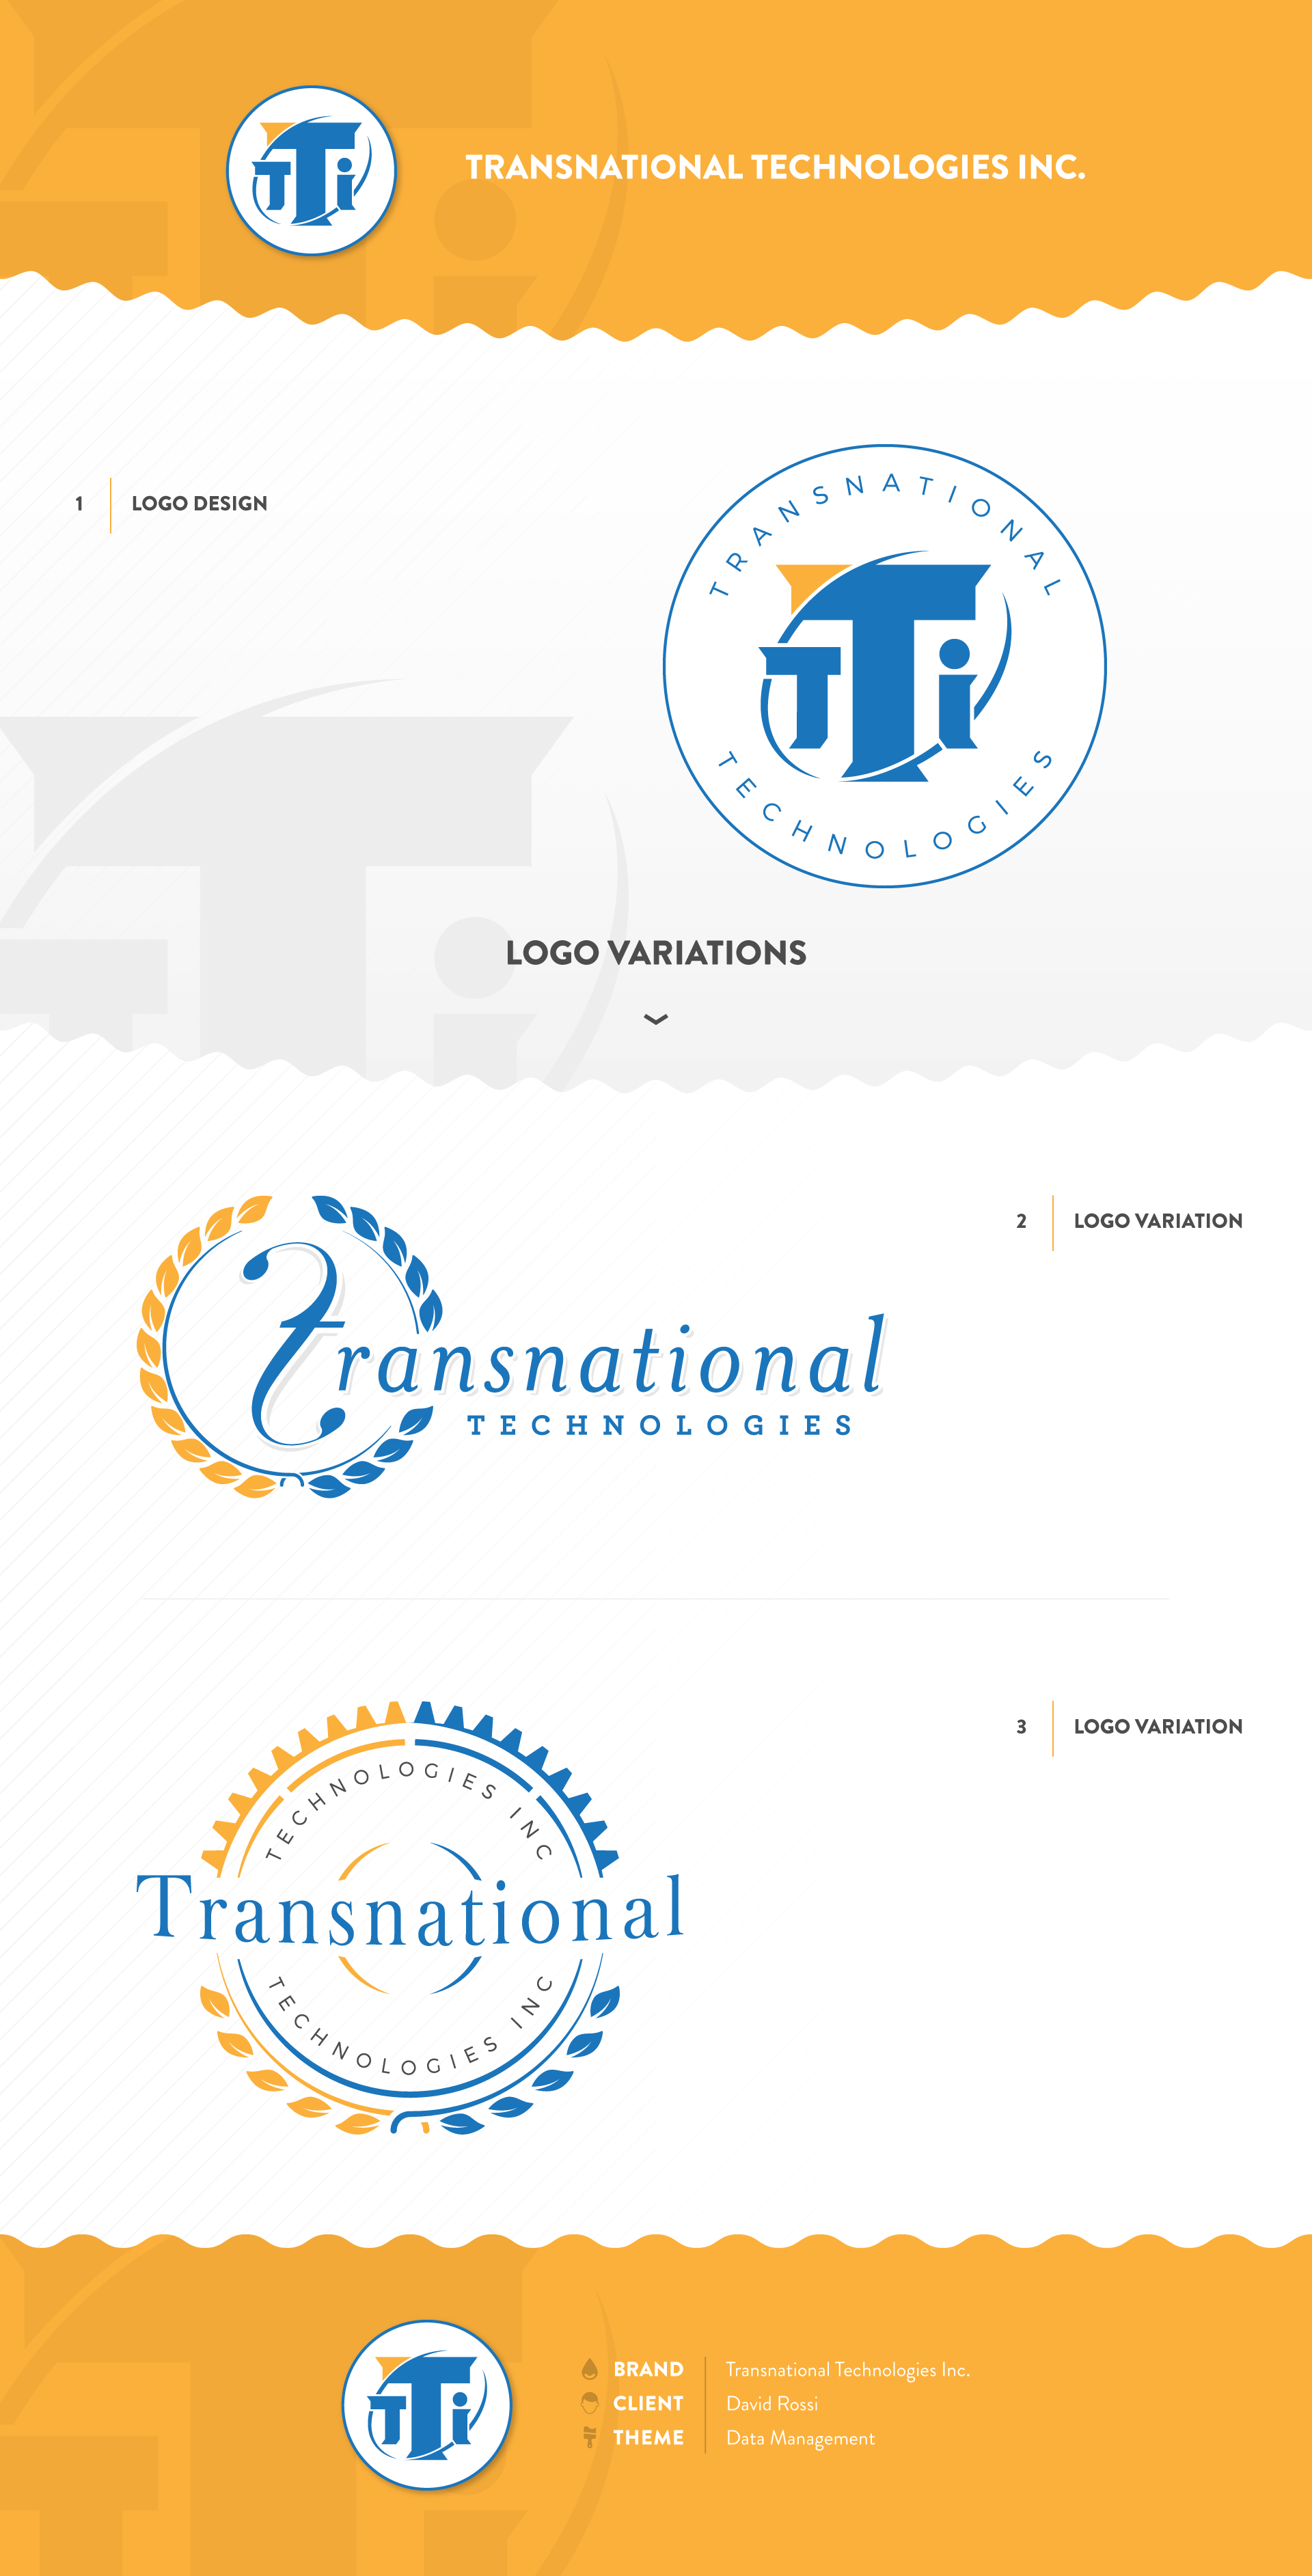 TTi
TRANSNATIONAL TECHNOLOGIES INC.
1 LOGO DESIGN
TRANSNATIONAL
TTi
TECHNOLOGIES
LOGO VARIATIONS
2 LOGO VARIATION
transnational
TECHNOLOGIES
3 LOGO VARIATION
TECHNOLOGIES INC
Transnational
TECHNOLOGIES INC
TTi
BRAND Transnational Technologies Inc.
CLIENT David Rossi
THEME Data Management